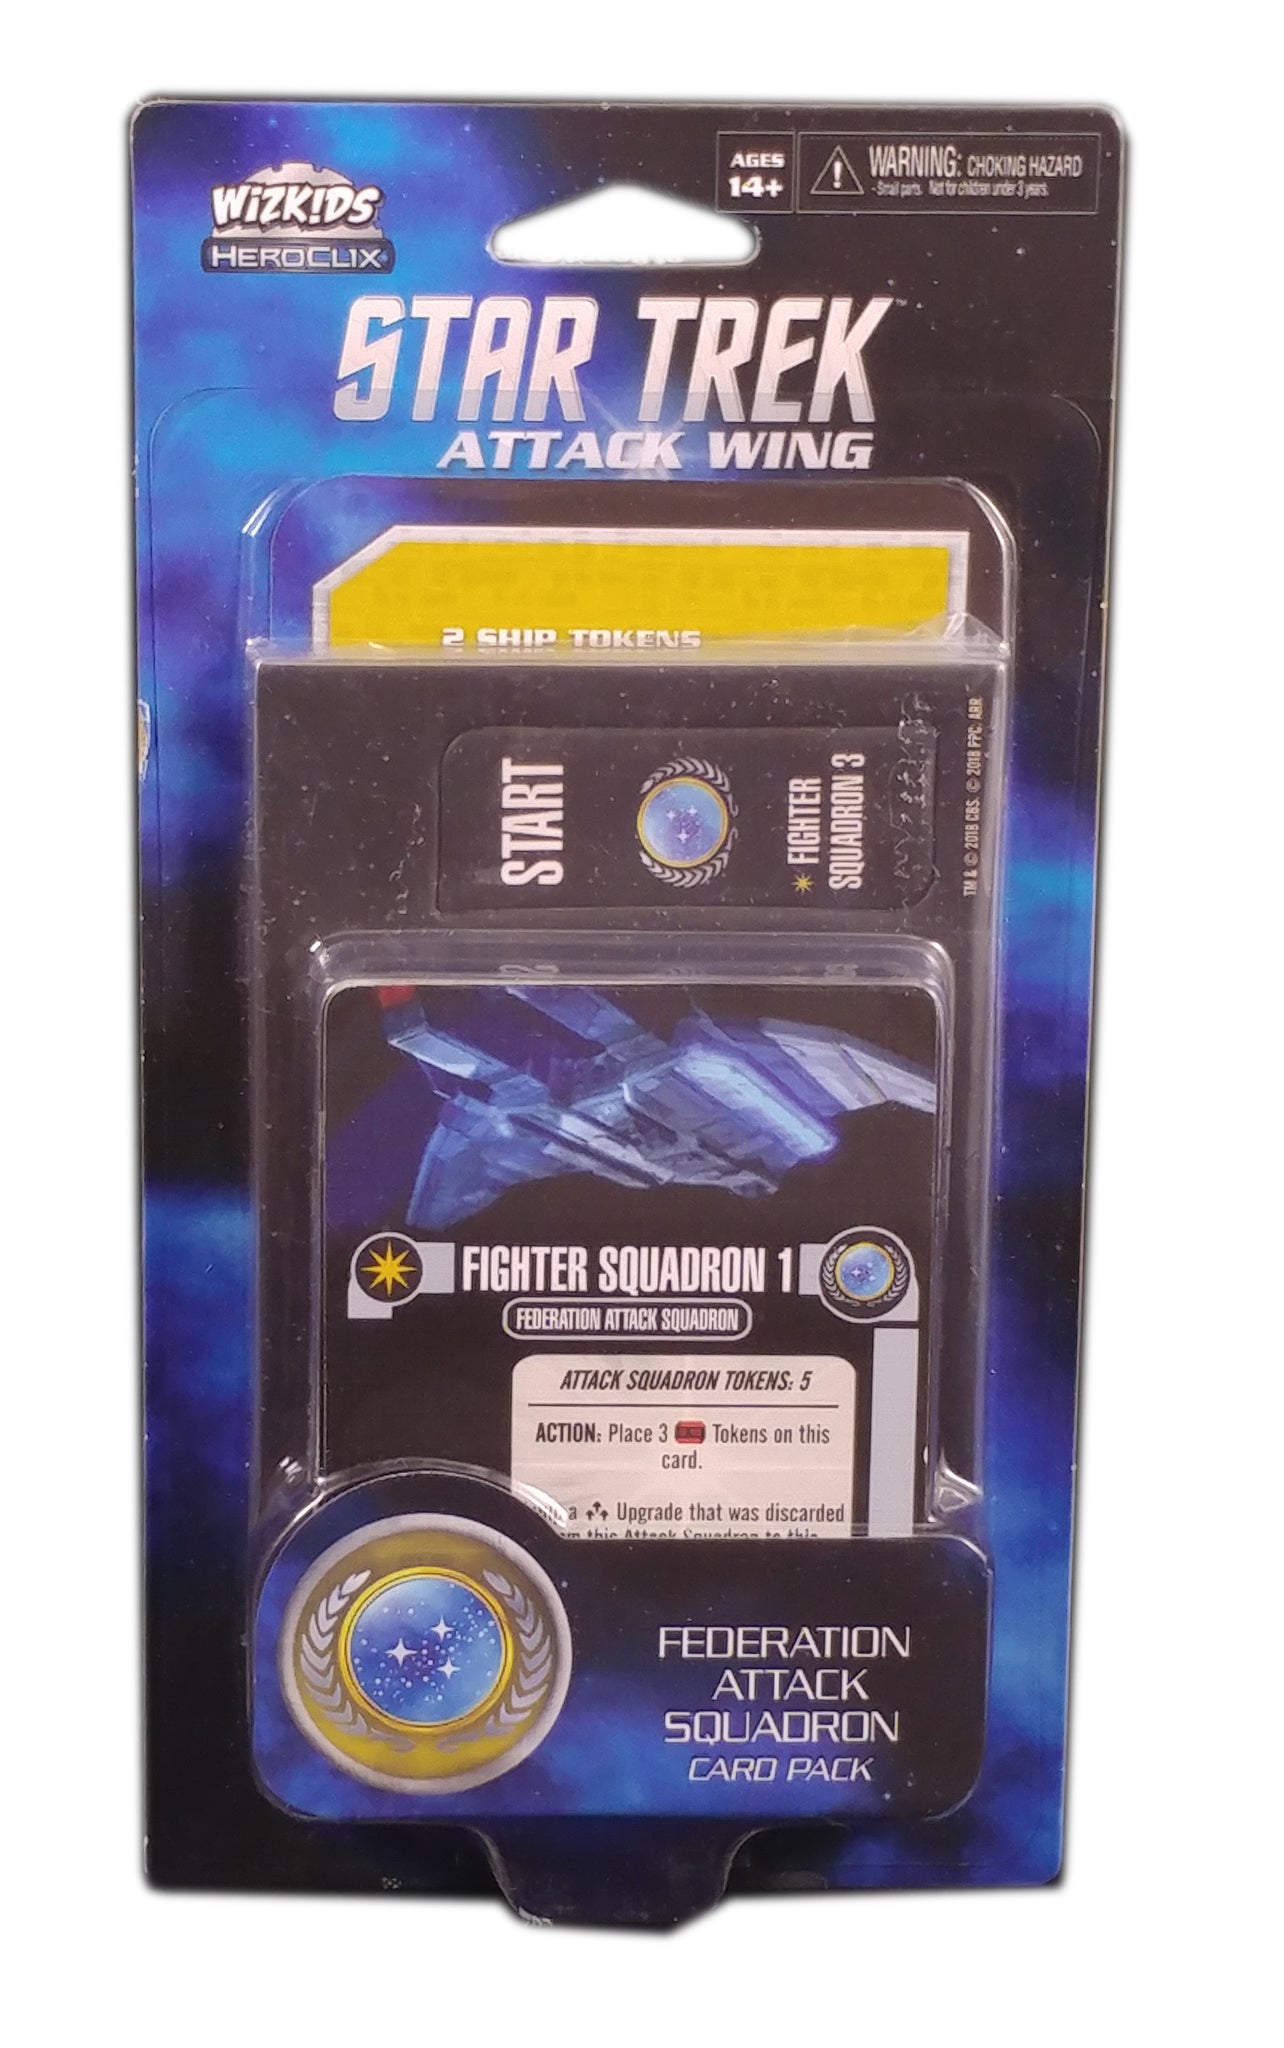 WIZK!DS
HEROCLIX
AGES
14+
WARNING: CHOKING HAZARD
- Small parts. Not for children under 3 years.
STAR TREK™
ATTACK WING
2 SHIP TOKENS
START
FIGHTER
SQUADRON 3
TM & © 2018 CBS. © 2018 PPC. ARR
FIGHTER SQUADRON 1
FEDERATION ATTACK SQUADRON
ATTACK SQUADRON TOKENS: 5
ACTION: Place 3 Tokens on this
card.
a Upgrade that was discarded
this Attack Squadron to this
FEDERATION
ATTACK
SQUADRON
CARD PACK